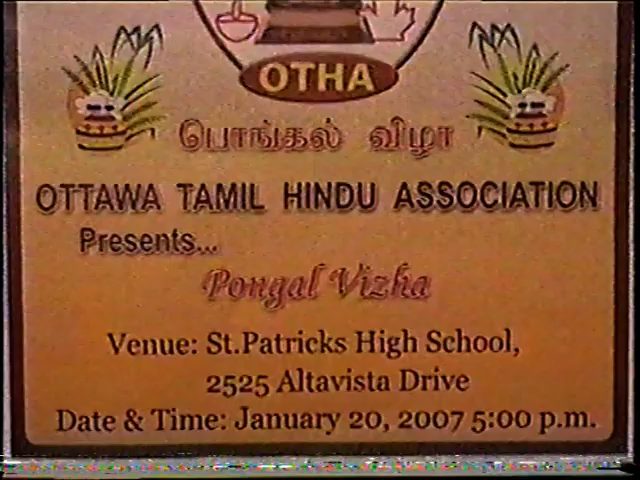 OTHA
பொங்கல் விழா
OTTAWA TAMIL HINDU ASSOCIATION
Presents...
Pongal Vizha
Venue: St.Patricks High School,
2525 Altavista Drive
Date & Time: January 20, 2007 5:00 p.m.